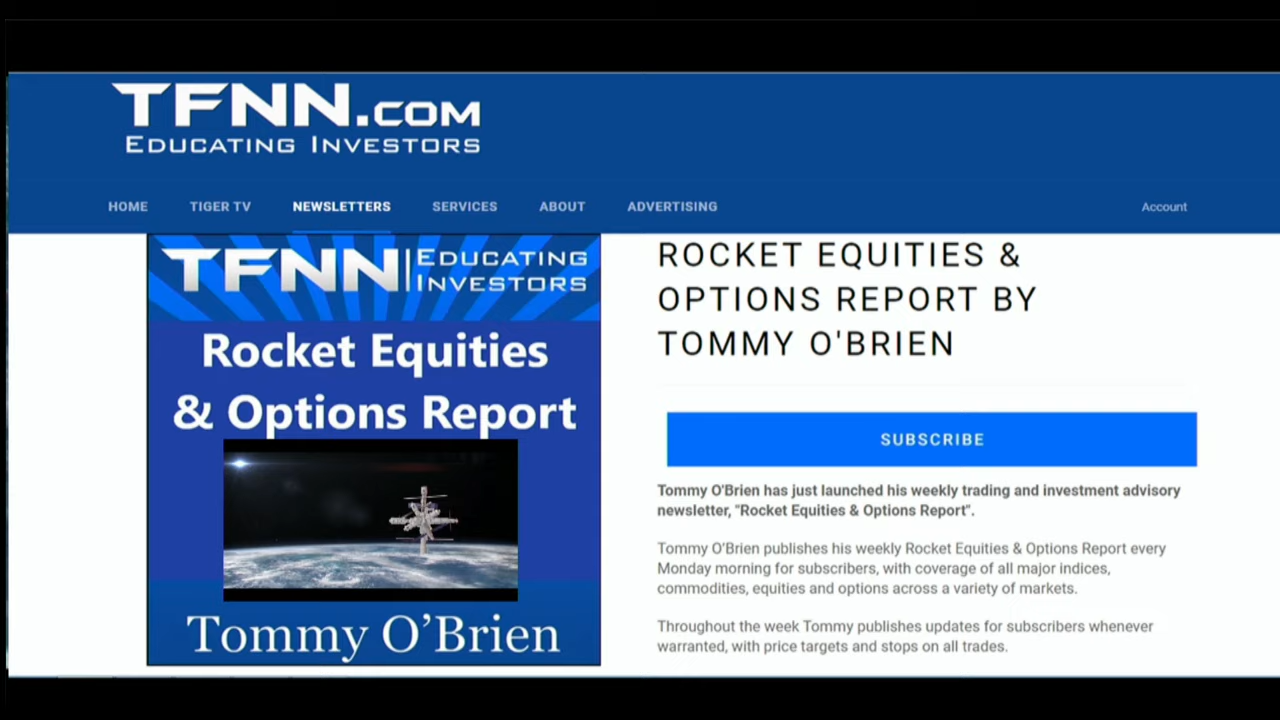 TFNN.COM
EDUCATING INVESTORS
HOME TIGER TV NEWSLETTERS SERVICES ABOUT ADVERTISING Account
TFNN | EDUCATING
INVESTORS
Rocket Equities
& Options Report
Tommy O’Brien
ROCKET EQUITIES &
OPTIONS REPORT BY
TOMMY O'BRIEN
SUBSCRIBE
Tommy O'Brien has just launched his weekly trading and investment advisory
newsletter, "Rocket Equities & Options Report".
Tommy O’Brien publishes his weekly Rocket Equities & Options Report every
Monday morning for subscribers, with coverage of all major indices,
commodities, equities and options across a variety of markets.
Throughout the week Tommy publishes updates for subscribers whenever
warranted, with price targets and stops on all trades.